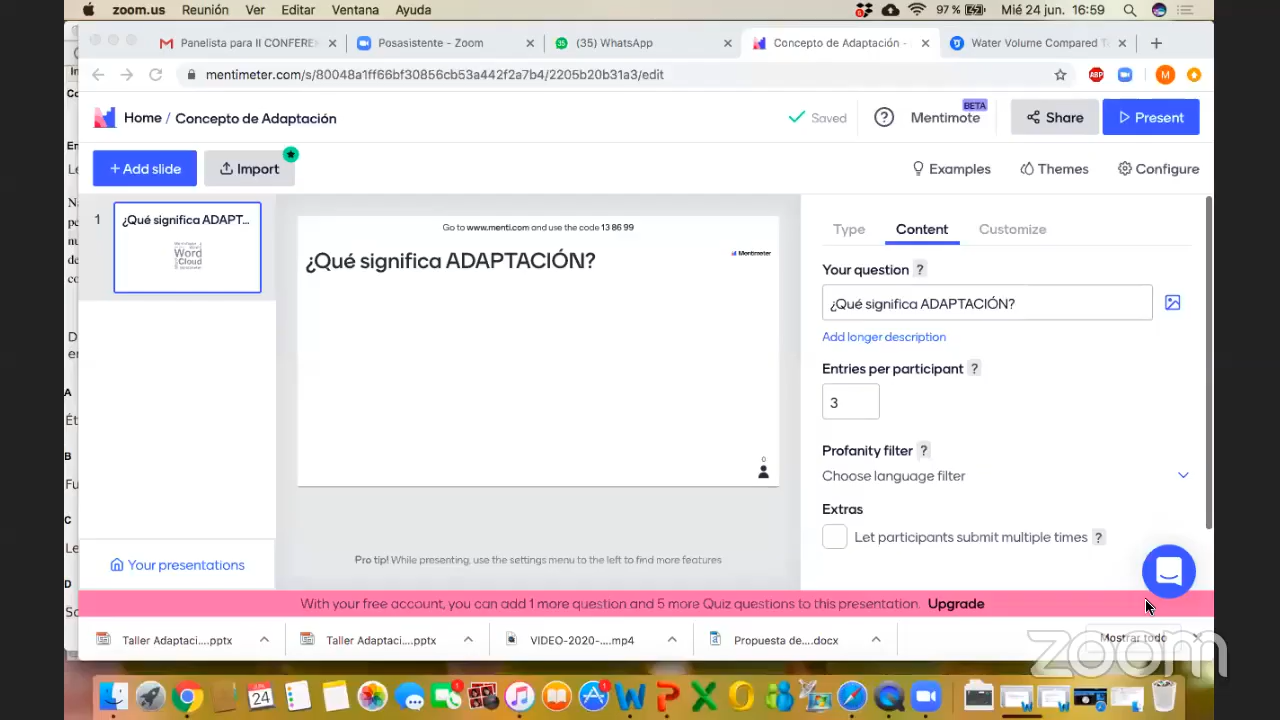 zoom.us Reunión Ver Editar Ventana Ayuda 97 % Mié 24 jun. 16:59
Panelista para II CONFERE Posasistente - Zoom (35) WhatsApp Concepto de Adaptación - Water Volume Compared T
mentimeter.com/s/80048a1ff66bf30856cb53a442f2a7b4/2205b20b31a3/edit ABP M
Home / Concepto de Adaptación Saved ? Mentimote BETA Share Present
+ Add slide Import Examples Themes Configure
1 ¿Qué significa ADAPT...
Word
Cloud
Go to www.menti.com and use the code 13 86 99
¿Qué significa ADAPTACIÓN?
Mentimeter
0
Pro tip! While presenting, use the settings menu to the left to find more features
Type Content Customize
Your question ?
¿Qué significa ADAPTACIÓN?
Add longer description
Entries per participant ?
3
Profanity filter ?
Choose language filter
Extras
Let participants submit multiple times ?
Your presentations
With your free account, you can add 1 more question and 5 more Quiz questions to this presentation. Upgrade
Taller Adaptaci....pptx Taller Adaptaci....pptx VIDEO-2020-....mp4 Propuesta de....docx Mostrar todo
zoom
24